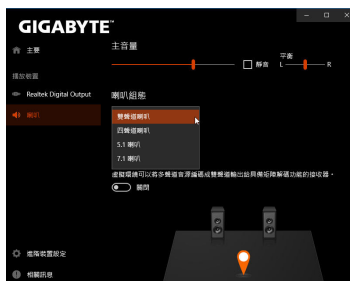 GIGABYTE™
主要
播放裝置
Realtek Digital Output
喇叭
進階裝置設定
相關訊息
主音量
靜音
平衡
L
R
喇叭組態
雙聲道喇叭
四聲道喇叭
5.1 喇叭
7.1 喇叭
虛擬環繞可以將多聲道音源編碼成雙聲道輸出給具備矩陣解碼功能的接收器。
關閉